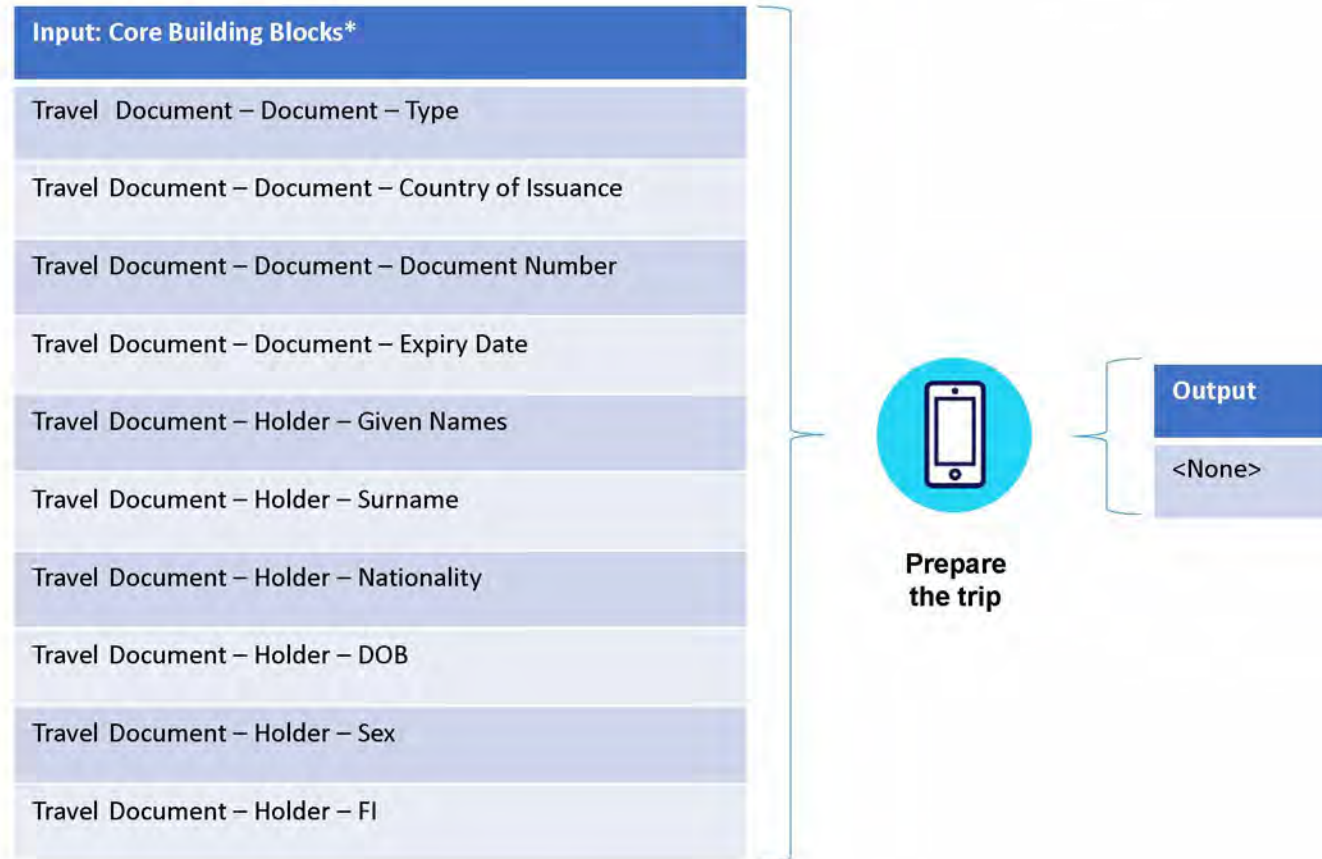 Input: Core Building Blocks*
Travel Document – Document – Type
Travel Document – Document – Country of Issuance
Travel Document – Document – Document Number
Travel Document – Document – Expiry Date
Travel Document – Holder – Given Names
Travel Document – Holder – Surname
Travel Document – Holder – Nationality
Travel Document – Holder – DOB
Travel Document – Holder – Sex
Travel Document – Holder – FI
Prepare
the trip
Output
<None>